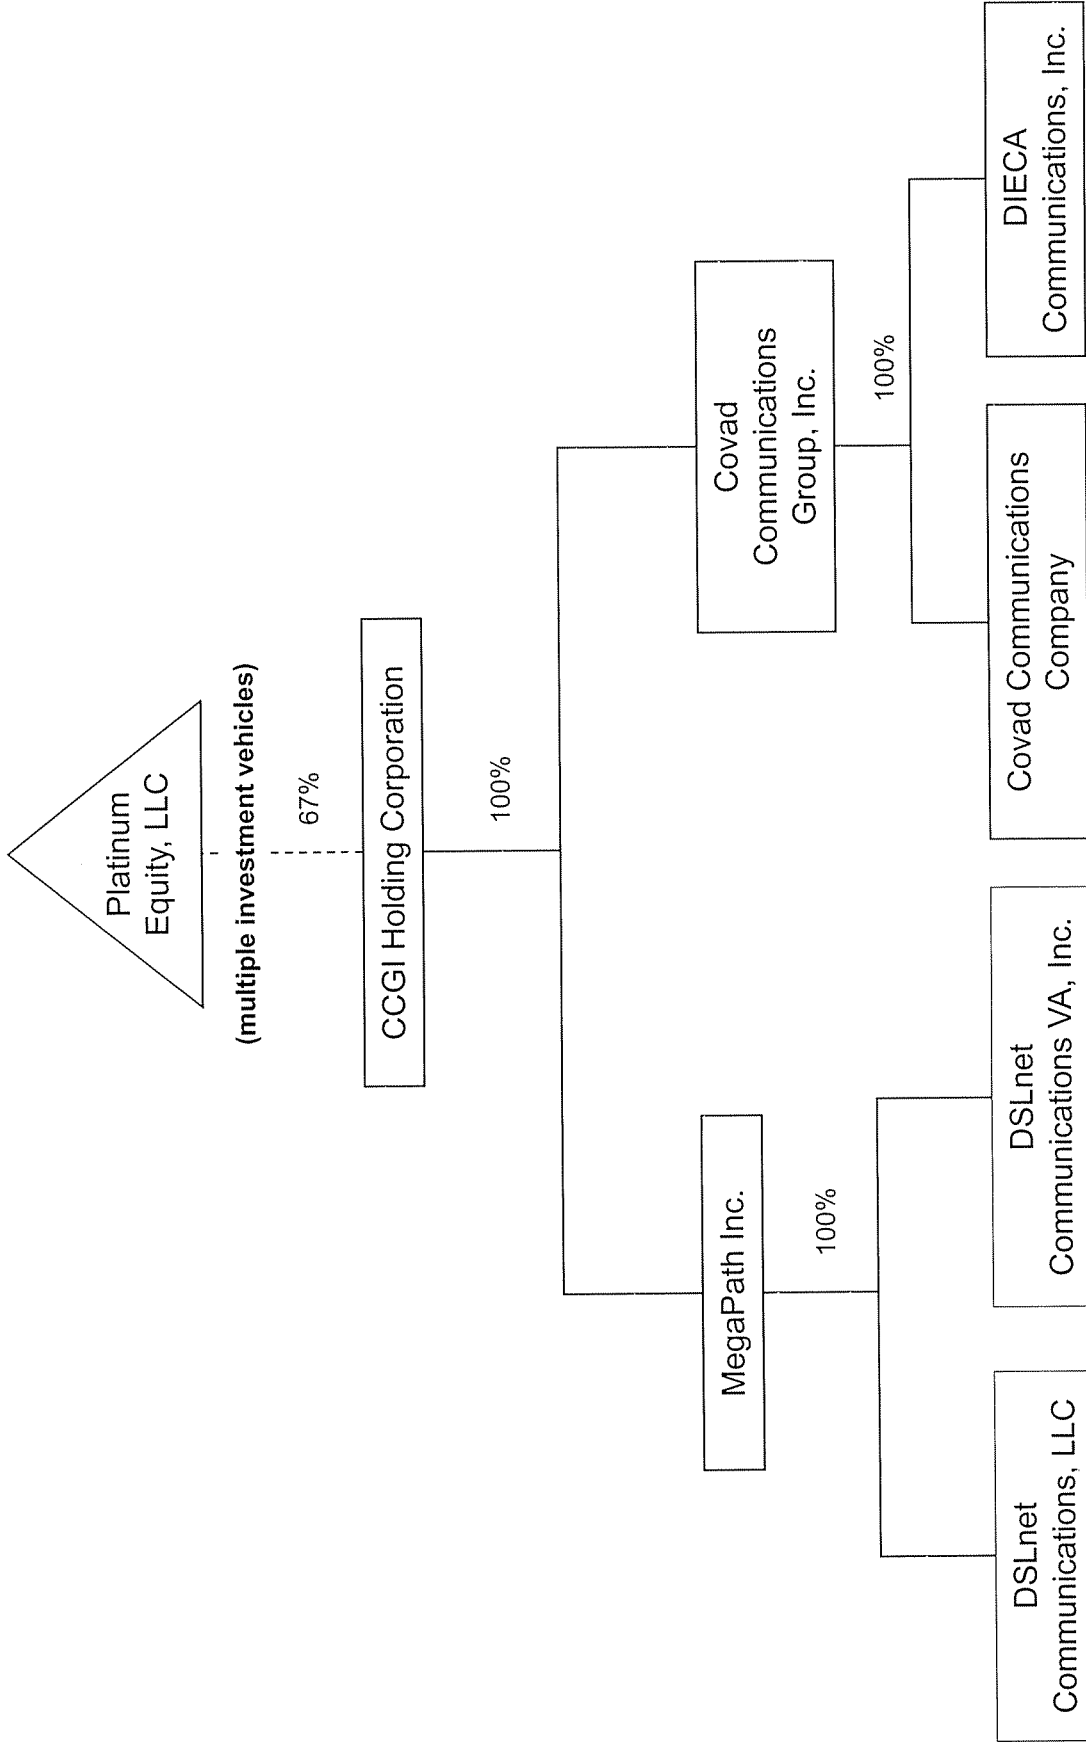 Platinum
Equity, LLC
(multiple investment vehicles)
67%
CCGI Holding Corporation
100%
MegaPath Inc.
100%
Covad
Communications
Group, Inc.
100%
DSLnet
Communications, LLC
DSLnet
Communications VA, Inc.
Covad Communications
Company
DIECA
Communications, Inc.